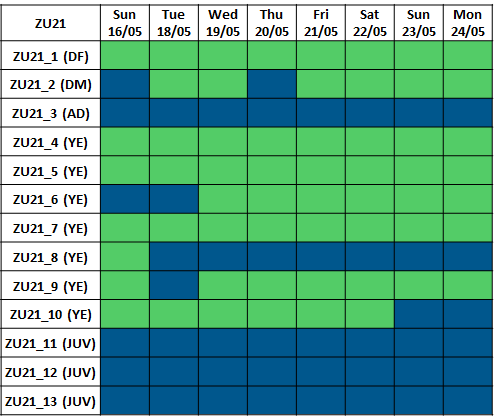 ZU21 Sun 16/05 Tue 18/05 Wed 19/05 Thu 20/05 Fri 21/05 Sat 22/05 Sun 23/05 Mon 24/05
ZU21_1 (DF)
ZU21_2 (DM)
ZU21_3 (AD)
ZU21_4 (YE)
ZU21_5 (YE)
ZU21_6 (YE)
ZU21_7 (YE)
ZU21_8 (YE)
ZU21_9 (YE)
ZU21_10 (YE)
ZU21_11 (JUV)
ZU21_12 (JUV)
ZU21_13 (JUV)